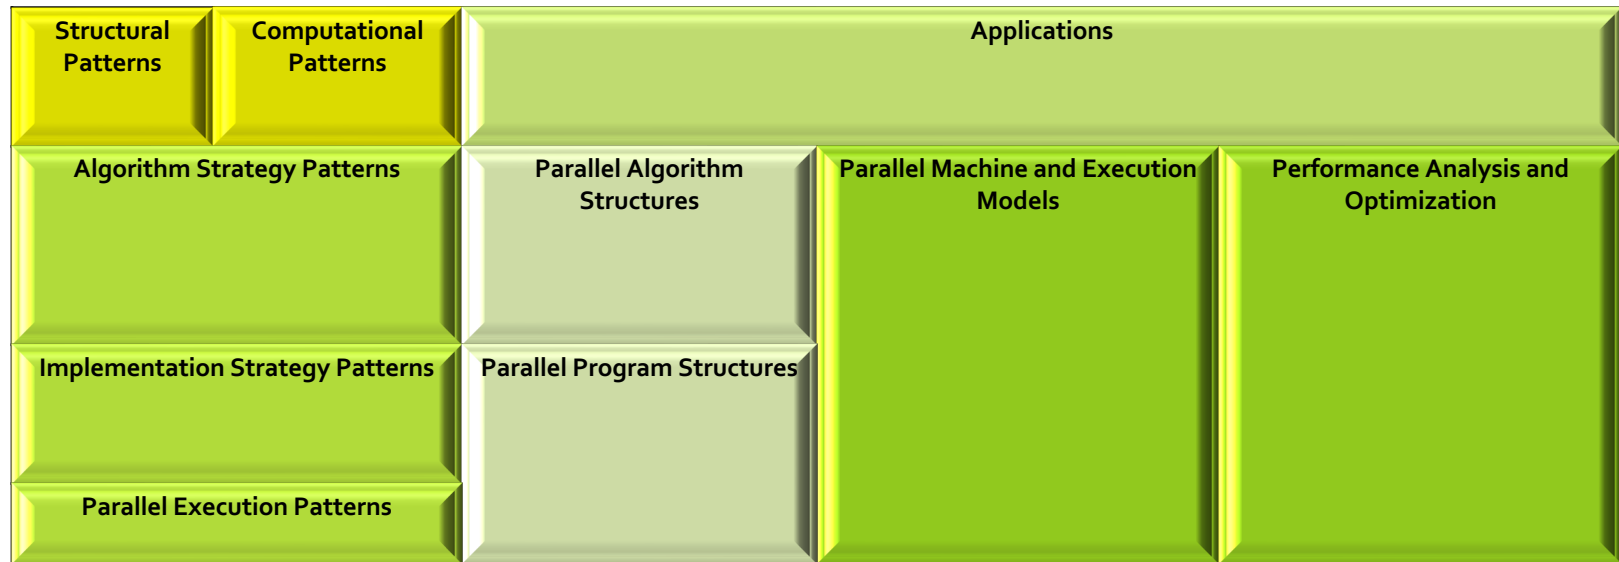 Structural
Patterns
Computational
Patterns
Applications
Algorithm Strategy Patterns
Parallel Algorithm
Structures
Parallel Machine and Execution
Models
Performance Analysis and
Optimization
Implementation Strategy Patterns
Parallel Program Structures
Parallel Execution Patterns